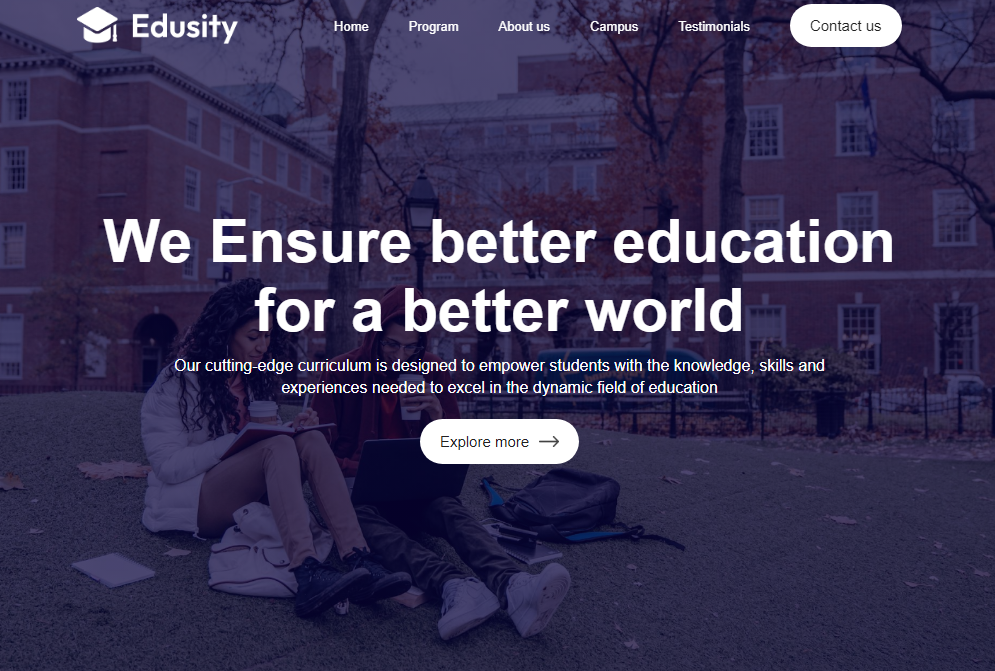 Edusity
Home Program About us Campus Testimonials Contact us
We Ensure better education
for a better world
Our cutting-edge curriculum is designed to empower students with the knowledge, skills and
experiences needed to excel in the dynamic field of education
Explore more